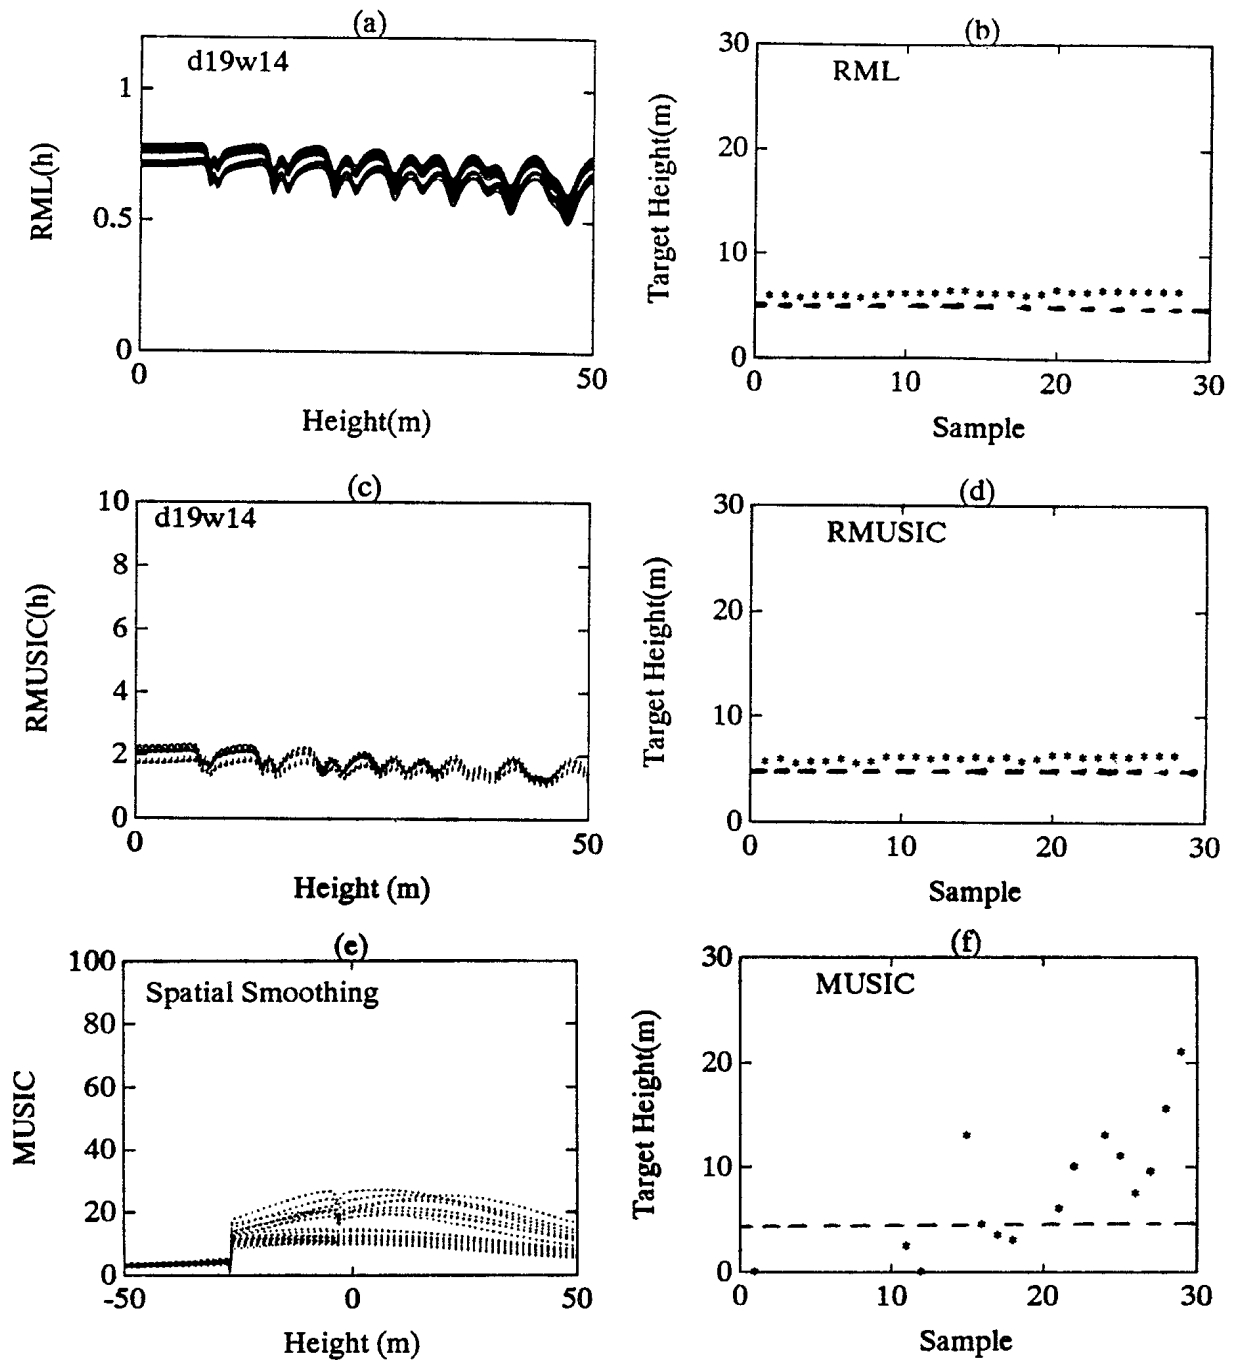 (a)
d19w14
1
0.5
0
RML(h)
0
50
Height(m)
(b)
RML
30
20
10
0
Target Height(m)
0
10
20
30
Sample
(c)
d19w14
10
8
6
4
2
0
RMUSIC(h)
0
50
Height (m)
(d)
RMUSIC
30
20
10
0
Target Height(m)
0
10
20
30
Sample
(e)
Spatial Smoothing
100
80
60
40
20
0
MUSIC
-50
0
50
Height (m)
(f)
MUSIC
30
20
10
0
Target Height(m)
0
10
20
30
Sample